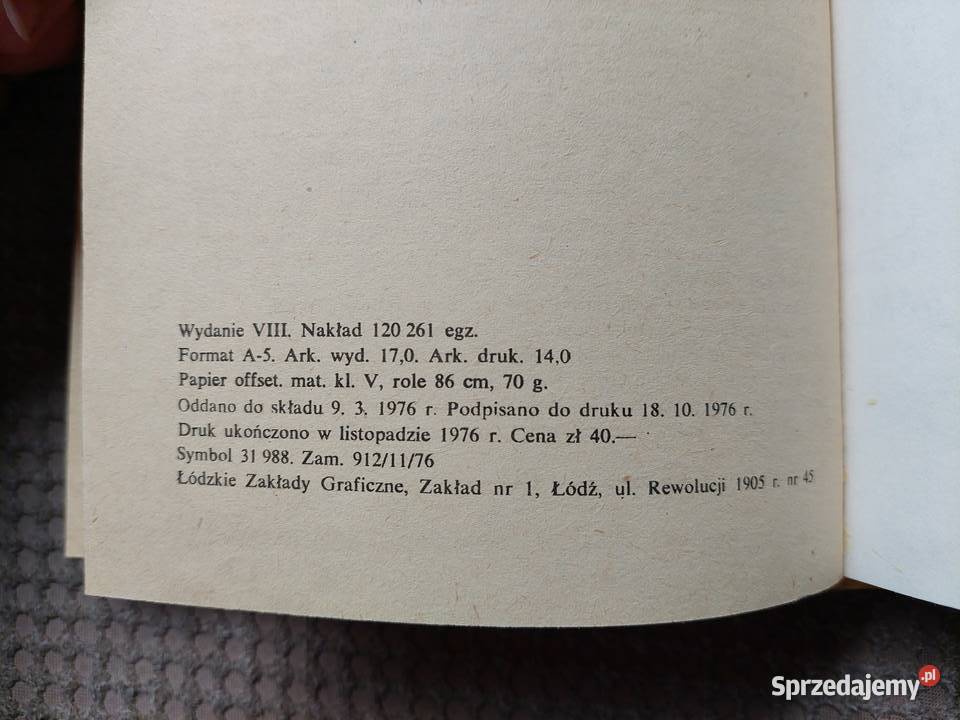 Wydanie VIII. Nakład 120 261 egz.
Format A-5. Ark. wyd. 17,0. Ark. druk. 14,0
Papier offset. mat. kl. V, role 86 cm, 70 g.
Oddano do składu 9. 3. 1976 r. Podpisano do druku 18. 10. 1976 r.
Druk ukończono w listopadzie 1976 r. Cena zł 40.—
Symbol 31 988. Zam. 912/11/76
Łódzkie Zakłady Graficzne, Zakład nr 1, Łódź, ul. Rewolucji 1905 r. nr 45
Sprzedajemy.pl